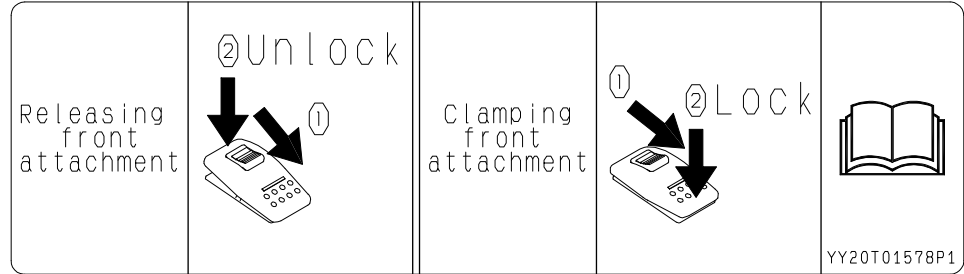 Releasing
front
attachment
②Unlock
①
Clamping
front
attachment
①
②Lock
YY20T01578P1